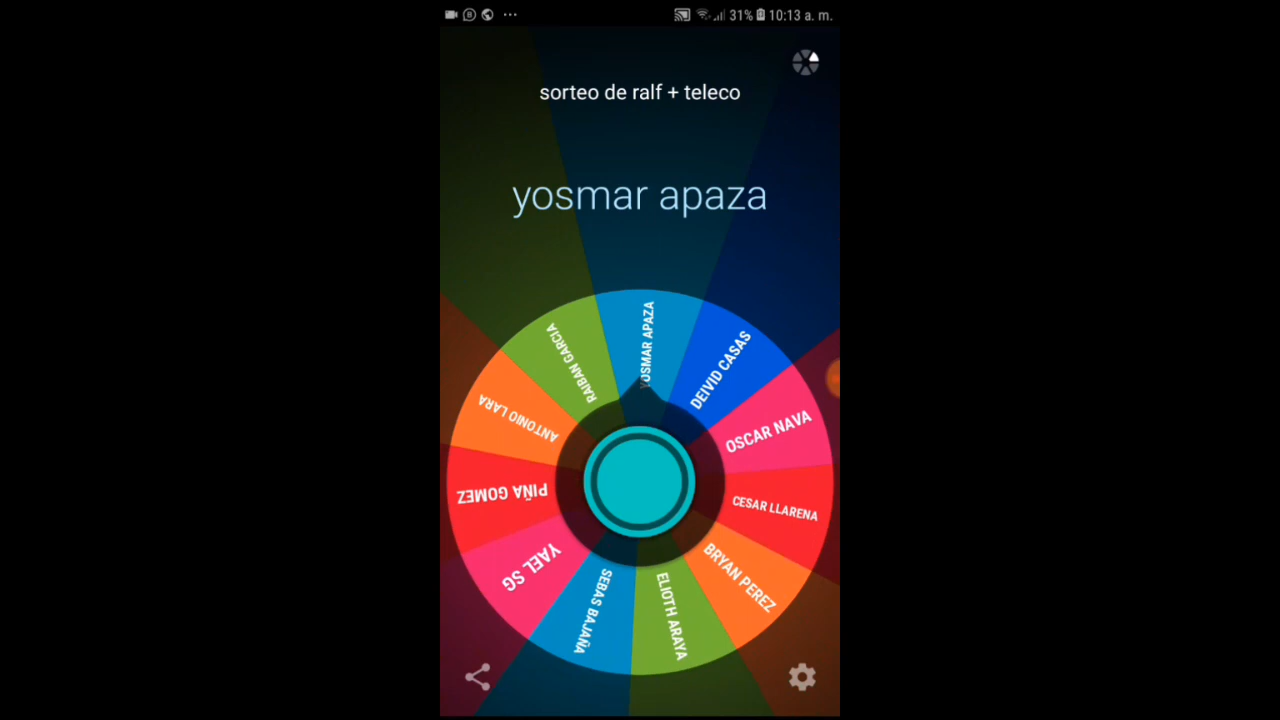 31% 10:13 a. m.
sorteo de ralf + teleco
yosmar apaza
YOSMAR APAZA
DEIVID CASAS
OSCAR NAVA
CESAR LLARENA
BRYAN PEREZ
ELIOTH ARAYA
SEBAS BAJAÑA
YAEL SG
PIÑA GOMEZ
ANTONIO LARA
RAIBAN GARCIA